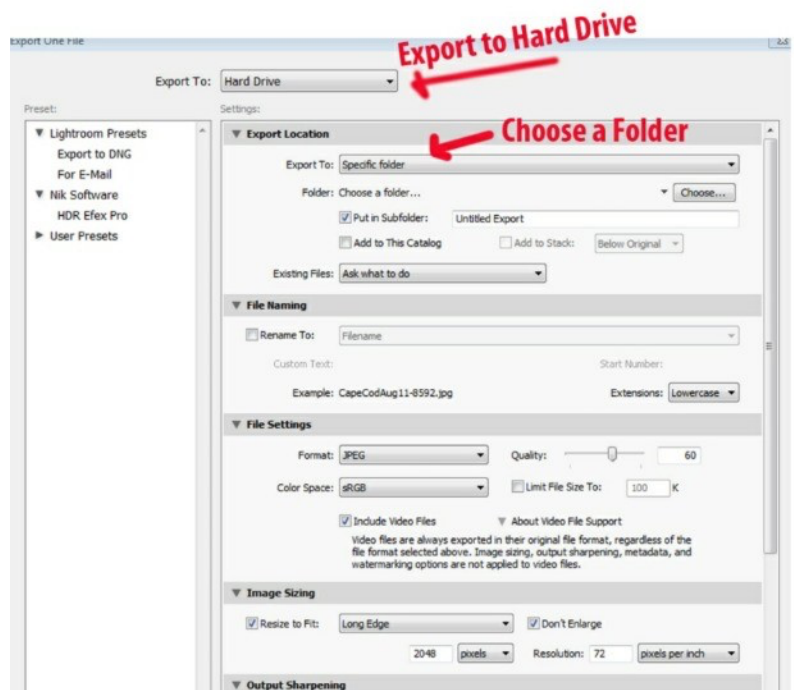 Export One File
Export to Hard Drive
Export To: Hard Drive
Preset:
Settings:
Lightroom Presets
Export to DNG
For E-Mail
Nik Software
HDR Efex Pro
User Presets
Export Location
Choose a Folder
Export To: Specific folder
Folder: Choose a folder... Choose...
Put in Subfolder: Untitled Export
Add to This Catalog Add to Stack: Below Original
Existing Files: Ask what to do
File Naming
Rename To: Filename
Custom Text: Start Number:
Example: CapeCodAug11-8592.jpg Extensions: Lowercase
File Settings
Format: JPEG Quality: 60
Color Space: sRGB Limit File Size To: 100 K
Include Video Files About Video File Support
Video files are always exported in their original file format, regardless of the
file format selected above. Image sizing, output sharpening, metadata, and
watermarking options are not applied to video files.
Image Sizing
Resize to Fit: Long Edge Don't Enlarge
2048 pixels Resolution: 72 pixels per inch
Output Sharpening